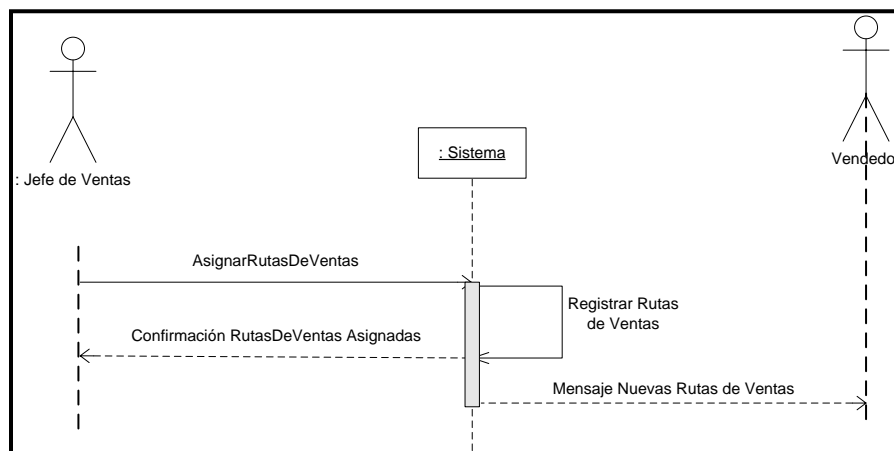 : Jefe de Ventas
: Sistema
Vendedo
AsignarRutasDeVentas
Registrar Rutas
de Ventas
Confirmación RutasDeVentas Asignadas
Mensaje Nuevas Rutas de Ventas